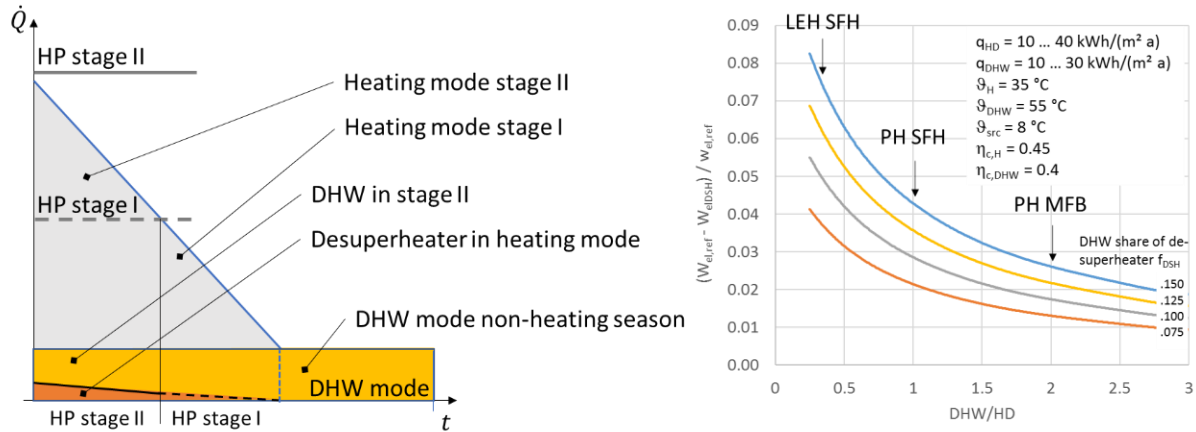 Q̇
HP stage II
Heating mode stage II
Heating mode stage I
HP stage I
DHW in stage II
Desuperheater in heating mode
DHW mode non-heating season
DHW mode
HP stage II
HP stage I
t
(W_el,ref - W_elDSH) / w_el,ref
0.09
0.08
0.07
0.06
0.05
0.04
0.03
0.02
0.01
0.00
LEH SFH
PH SFH
PH MFB
q_HD = 10 ... 40 kWh/(m² a)
q_DHW = 10 ... 30 kWh/(m² a)
ϑ_H = 35 °C
ϑ_DHW = 55 °C
ϑ_src = 8 °C
η_c,H = 0.45
η_c,DHW = 0.4
DHW share of de-
superheater f_DSH
.150
.125
.100
.075
0
0.5
1
1.5
2
2.5
3
DHW/HD